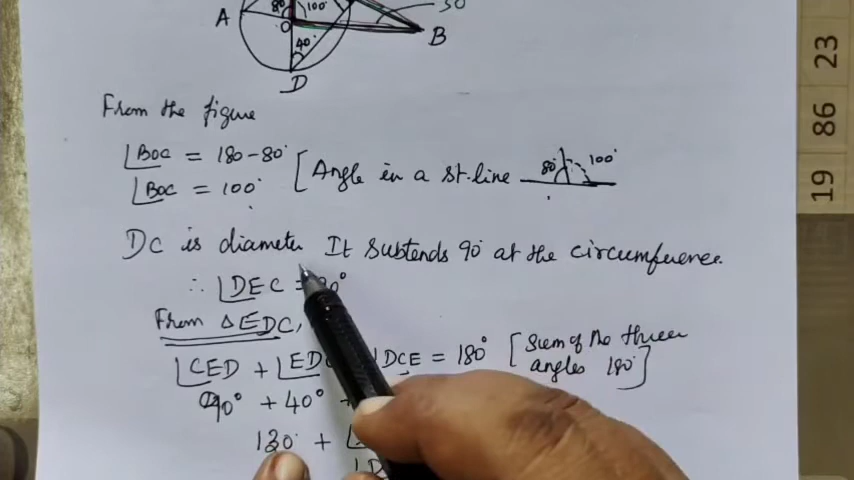 A 80° 100° 30
O B
40°
D
From the figure
∠BOC = 180 - 80°
∠BOC = 100° [Angle in a st. line 80° 100°
DC is diameter It Subtends 90° at the circumference.
∴ ∠DEC = 90°
From ΔEDC,
∠CED + ∠EDC ∠DCE = 180° [Sum of the three angles 180°]
90° + 40° +
130° +
23
86
19